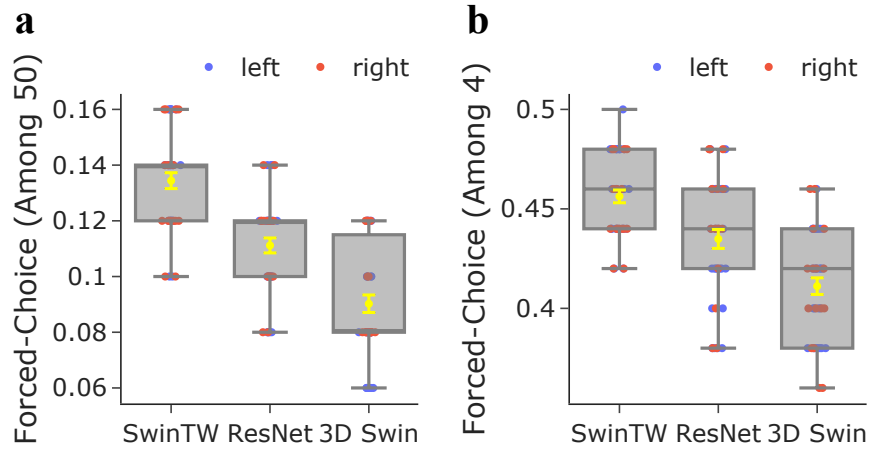 a
left right
Forced-Choice (Among 50)
0.16
0.14
0.12
0.1
0.08
0.06
SwinTW ResNet 3D Swin
b
left right
Forced-Choice (Among 4)
0.5
0.45
0.4
SwinTW ResNet 3D Swin